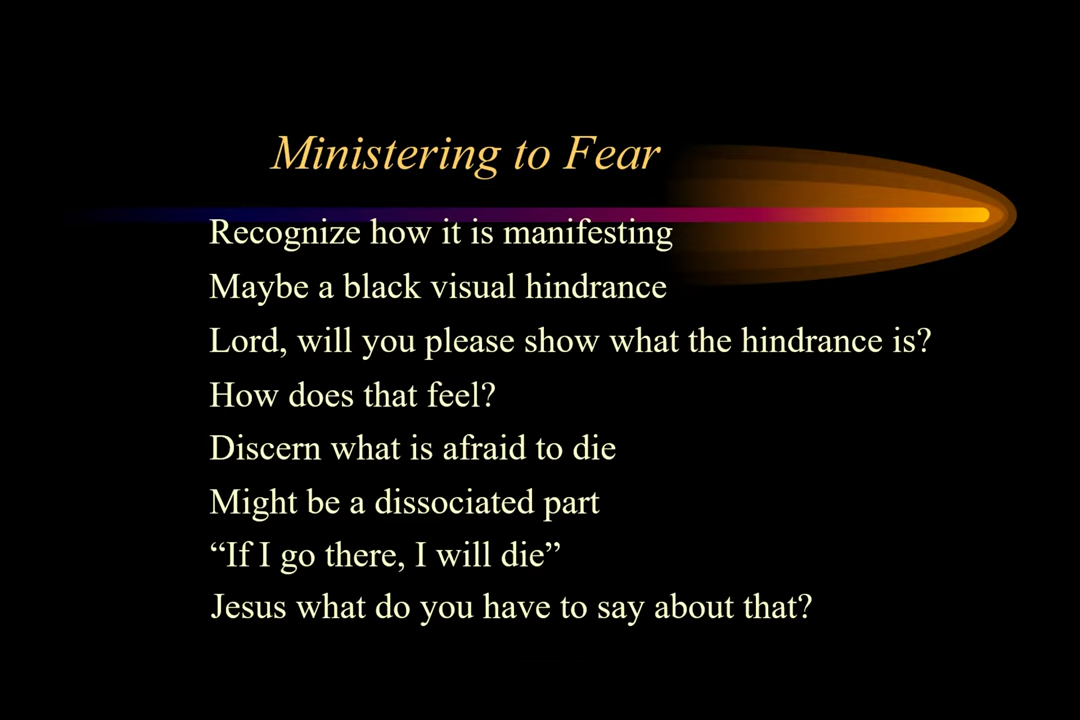 Ministering to Fear
Recognize how it is manifesting
Maybe a black visual hindrance
Lord, will you please show what the hindrance is?
How does that feel?
Discern what is afraid to die
Might be a dissociated part
“If I go there, I will die”
Jesus what do you have to say about that?